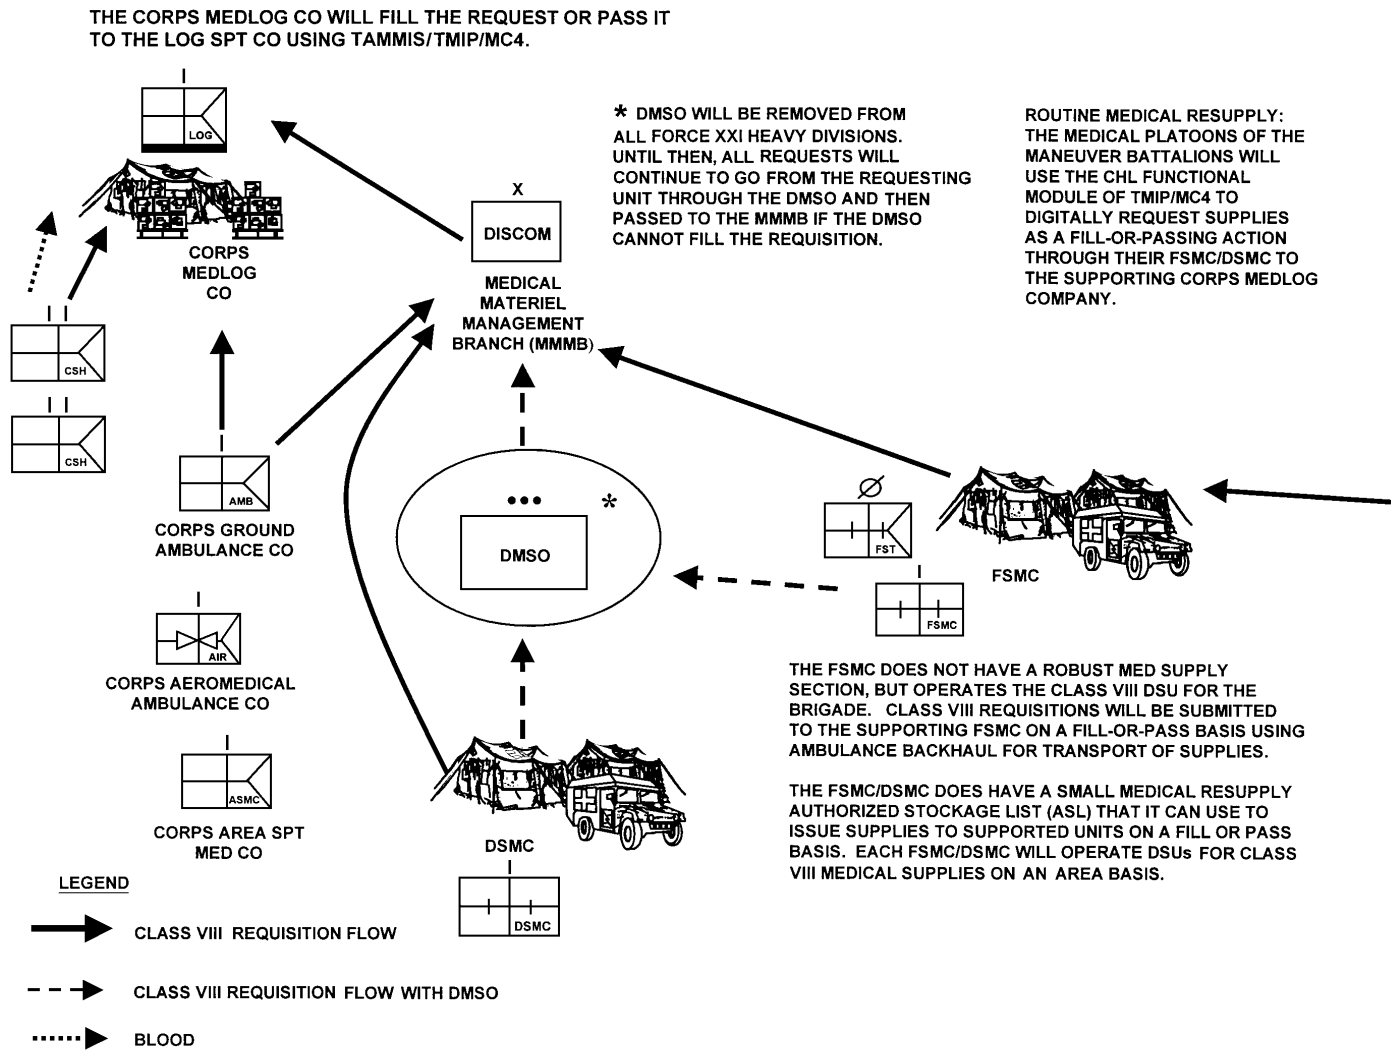 THE CORPS MEDLOG CO WILL FILL THE REQUEST OR PASS IT
TO THE LOG SPT CO USING TAMMIS/TMIP/MC4.
LOG
CORPS
MEDLOG
CO
CSH
CSH
X
DISCOM
MEDICAL
MATERIEL
MANAGEMENT
BRANCH (MMMB)
* DMSO WILL BE REMOVED FROM
ALL FORCE XXI HEAVY DIVISIONS.
UNTIL THEN, ALL REQUESTS WILL
CONTINUE TO GO FROM THE REQUESTING
UNIT THROUGH THE DMSO AND THEN
PASSED TO THE MMMB IF THE DMSO
CANNOT FILL THE REQUISITION.
ROUTINE MEDICAL RESUPPLY:
THE MEDICAL PLATOONS OF THE
MANEUVER BATTALIONS WILL
USE THE CHL FUNCTIONAL
MODULE OF TMIP/MC4 TO
DIGITALLY REQUEST SUPPLIES
AS A FILL-OR-PASSING ACTION
THROUGH THEIR FSMC/DSMC TO
THE SUPPORTING CORPS MEDLOG
COMPANY.
AMB
CORPS GROUND
AMBULANCE CO
AIR
CORPS AEROMEDICAL
AMBULANCE CO
ASMC
CORPS AREA SPT
MED CO
*
DMSO
FST
FSMC
FSMC
DSMC
DSMC
THE FSMC DOES NOT HAVE A ROBUST MED SUPPLY
SECTION, BUT OPERATES THE CLASS VIII DSU FOR THE
BRIGADE. CLASS VIII REQUISITIONS WILL BE SUBMITTED
TO THE SUPPORTING FSMC ON A FILL-OR-PASS BASIS USING
AMBULANCE BACKHAUL FOR TRANSPORT OF SUPPLIES.
THE FSMC/DSMC DOES HAVE A SMALL MEDICAL RESUPPLY
AUTHORIZED STOCKAGE LIST (ASL) THAT IT CAN USE TO
ISSUE SUPPLIES TO SUPPORTED UNITS ON A FILL OR PASS
BASIS. EACH FSMC/DSMC WILL OPERATE DSUs FOR CLASS
VIII MEDICAL SUPPLIES ON AN AREA BASIS.
LEGEND
CLASS VIII REQUISITION FLOW
CLASS VIII REQUISITION FLOW WITH DMSO
BLOOD